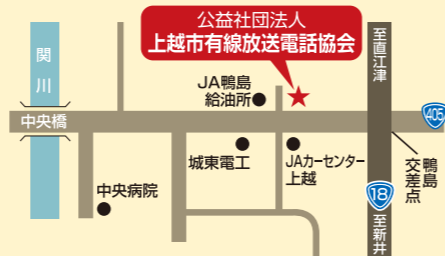 公益社団法人
上越市有線放送電話協会
関川
至直江津
JA鴨島
給油所
中央橋
405
城東電工
JAカーセンター
上越
鴨島
交差点
中央病院
18
至新井